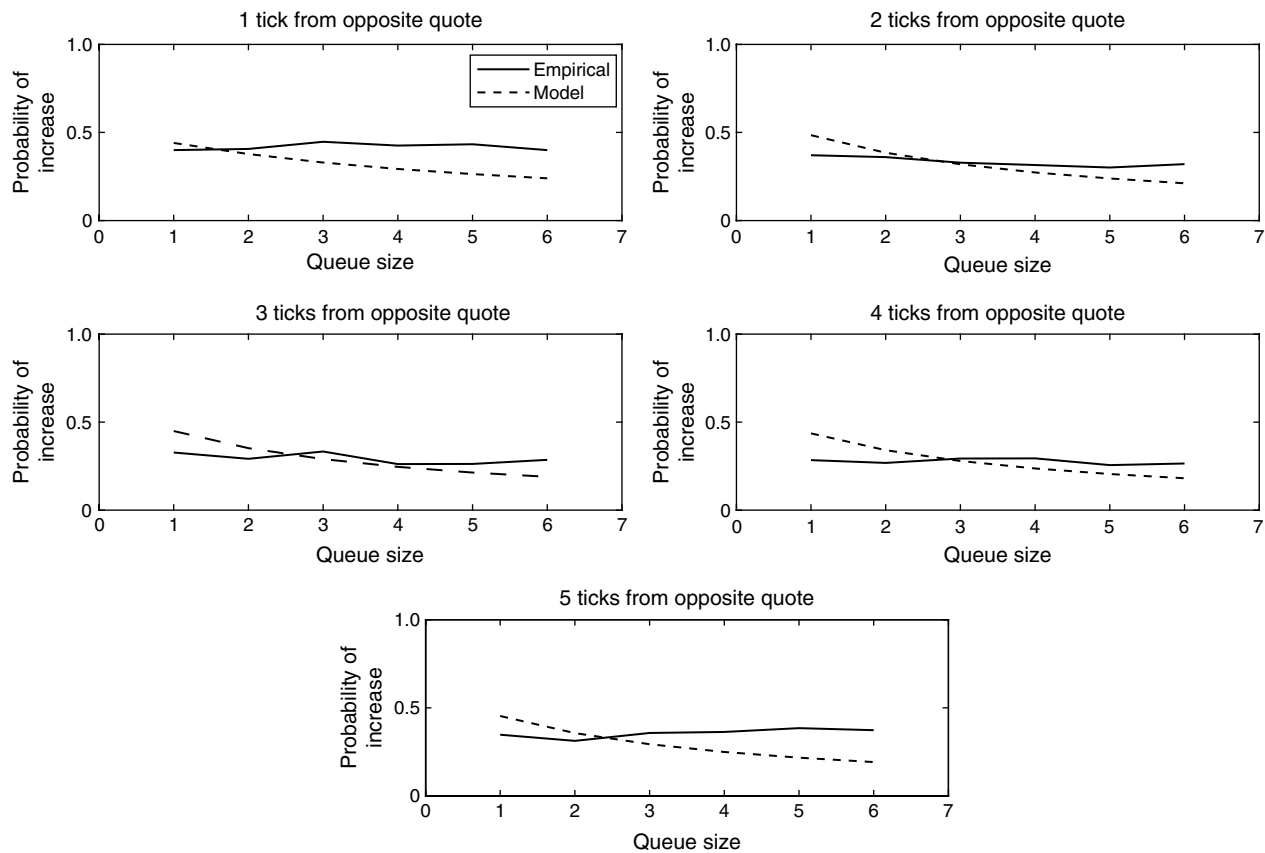 1 tick from opposite quote
Probability of
increase
1.0
0.5
0
0 1 2 3 4 5 6 7
Queue size
Empirical
Model
2 ticks from opposite quote
Probability of
increase
1.0
0.5
0
0 1 2 3 4 5 6 7
Queue size
3 ticks from opposite quote
Probability of
increase
1.0
0.5
0
0 1 2 3 4 5 6 7
Queue size
4 ticks from opposite quote
Probability of
increase
1.0
0.5
0
0 1 2 3 4 5 6 7
Queue size
5 ticks from opposite quote
Probability of
increase
1.0
0.5
0
0 1 2 3 4 5 6 7
Queue size